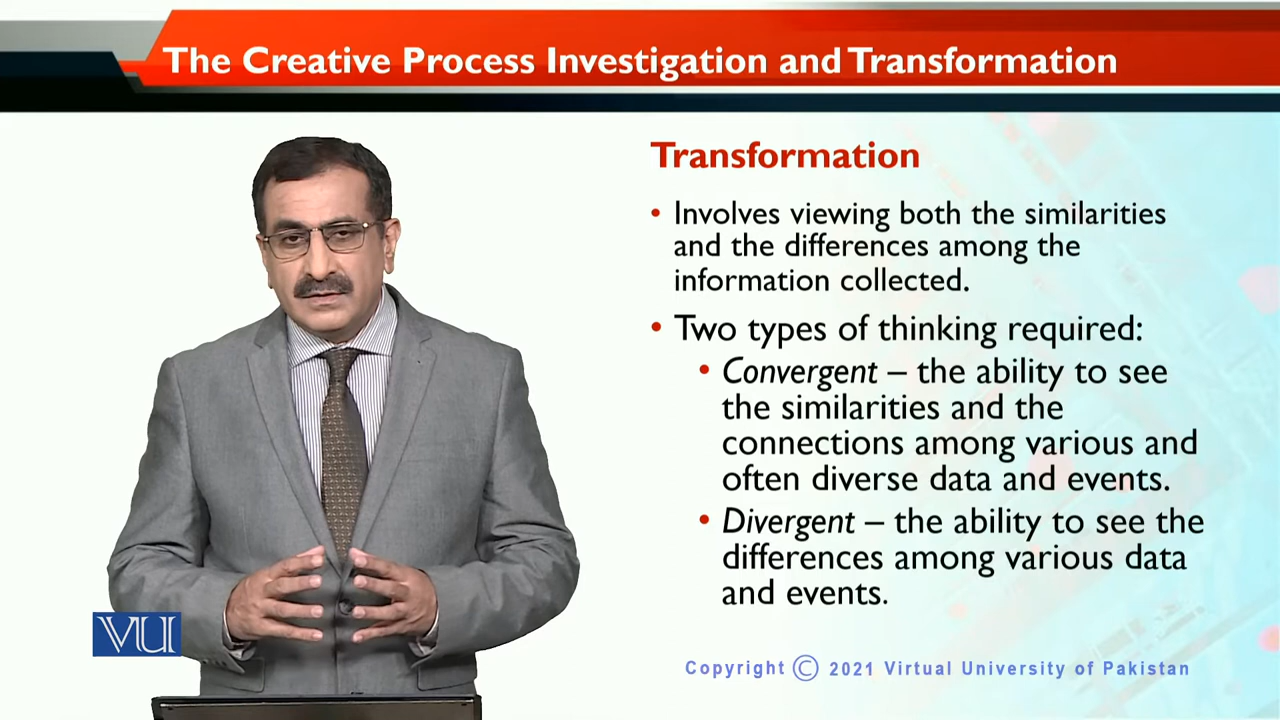 The Creative Process Investigation and Transformation
Transformation
• Involves viewing both the similarities
and the differences among the
information collected.
• Two types of thinking required:
• Convergent – the ability to see
the similarities and the
connections among various and
often diverse data and events.
• Divergent – the ability to see the
differences among various data
and events.
VU
Copyright © 2021 Virtual University of Pakistan